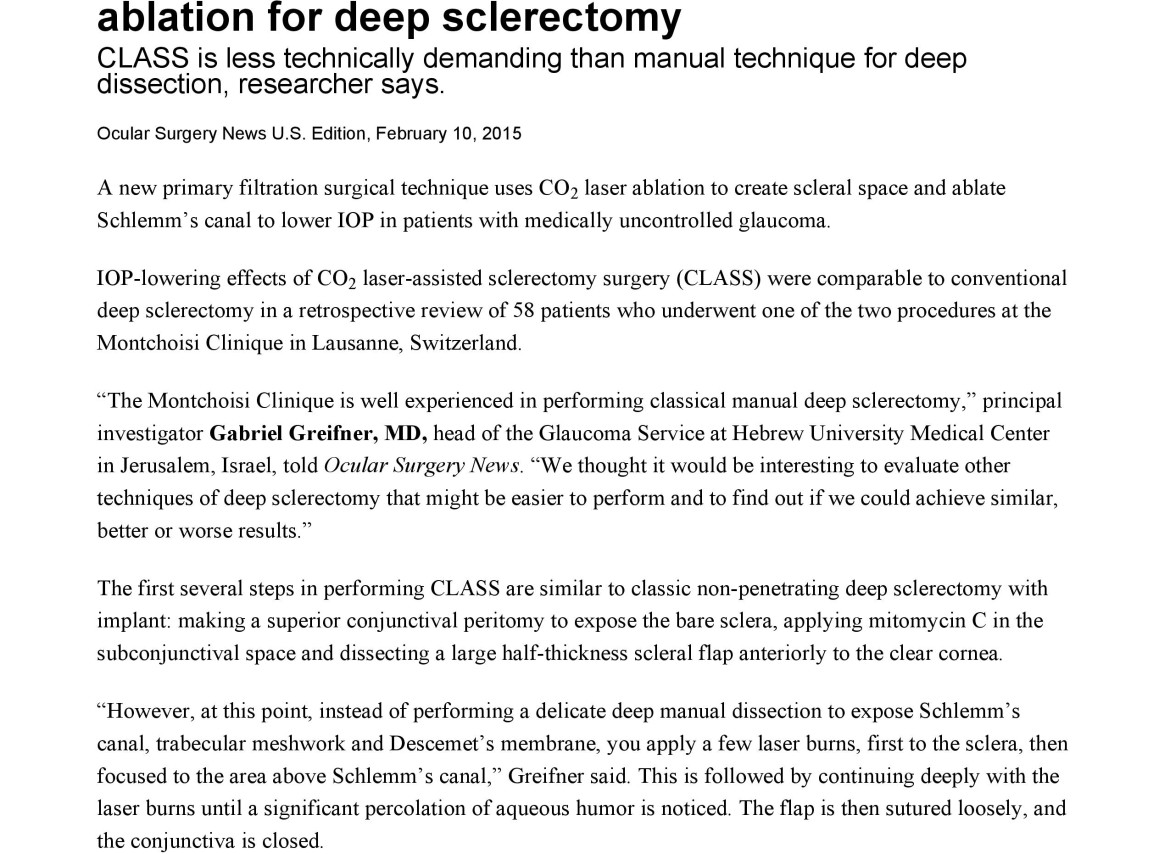 ablation for deep sclerectomy
CLASS is less technically demanding than manual technique for deep
dissection, researcher says.
Ocular Surgery News U.S. Edition, February 10, 2015
A new primary filtration surgical technique uses CO₂ laser ablation to create scleral space and ablate
Schlemm’s canal to lower IOP in patients with medically uncontrolled glaucoma.
IOP-lowering effects of CO₂ laser-assisted sclerectomy surgery (CLASS) were comparable to conventional
deep sclerectomy in a retrospective review of 58 patients who underwent one of the two procedures at the
Montchoisi Clinique in Lausanne, Switzerland.
“The Montchoisi Clinique is well experienced in performing classical manual deep sclerectomy,” principal
investigator Gabriel Greifner, MD, head of the Glaucoma Service at Hebrew University Medical Center
in Jerusalem, Israel, told Ocular Surgery News. “We thought it would be interesting to evaluate other
techniques of deep sclerectomy that might be easier to perform and to find out if we could achieve similar,
better or worse results.”
The first several steps in performing CLASS are similar to classic non-penetrating deep sclerectomy with
implant: making a superior conjunctival peritomy to expose the bare sclera, applying mitomycin C in the
subconjunctival space and dissecting a large half-thickness scleral flap anteriorly to the clear cornea.
“However, at this point, instead of performing a delicate deep manual dissection to expose Schlemm’s
canal, trabecular meshwork and Descemet’s membrane, you apply a few laser burns, first to the sclera, then
focused to the area above Schlemm’s canal,” Greifner said. This is followed by continuing deeply with the
laser burns until a significant percolation of aqueous humor is noticed. The flap is then sutured loosely, and
the conjunctiva is closed.